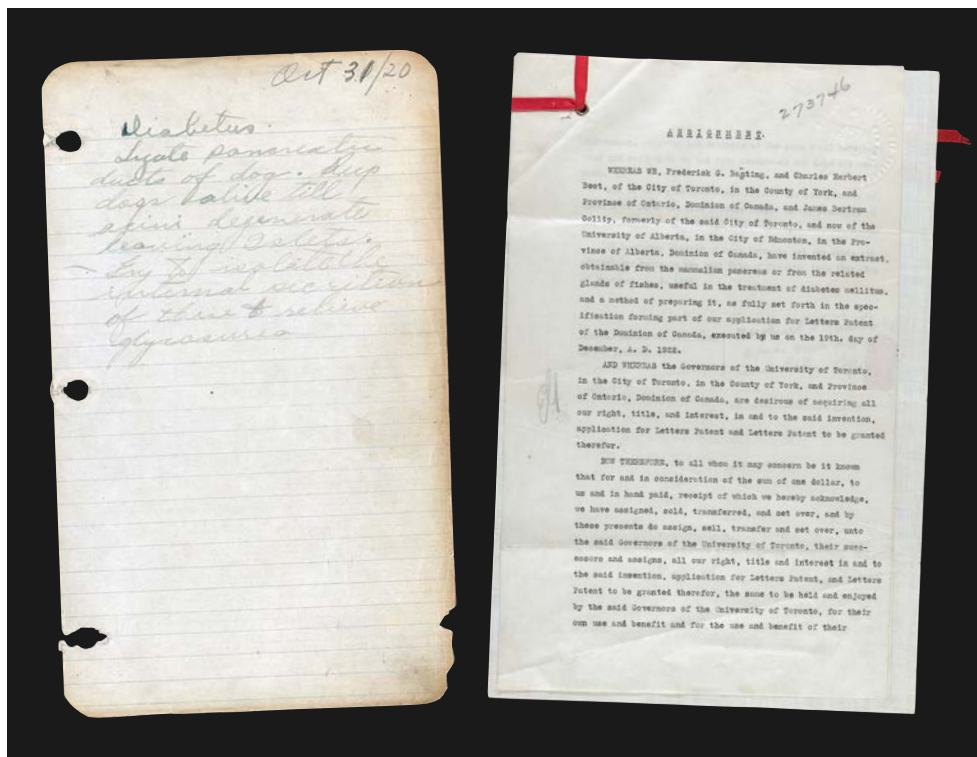 Oct 31/20
Diabetus.
Ligate pancreatic
ducts of dog. Keep
dogs alive till
acini degenerate
leaving Islets.
Try to isolate the
internal secretion
of these to relieve
glycosurea
273746
ASSIGNMENT.
WHEREAS WE, Frederick G. Banting, and Charles Herbert
Best, of the City of Toronto, in the County of York, and
Province of Ontario, Dominion of Canada, and James Bertram
Collip, formerly of the said City of Toronto, and now of the
University of Alberta, in the City of Edmonton, in the Pro-
vince of Alberta, Dominion of Canada, have invented an extract,
obtainable from the mammalian pancreas or from the related
glands of fishes, useful in the treatment of diabetes mellitus,
and a method of preparing it, as fully set forth in the spec-
ification forming part of our application for Letters Patent
of the Dominion of Canada, executed by us on the 19th. day of
December, A. D. 1922.
AND WHEREAS the Governors of the University of Toronto,
in the City of Toronto, in the County of York, and Province
of Ontario, Dominion of Canada, are desirous of acquiring all
our right, title, and interest, in and to the said invention,
application for Letters Patent and Letters Patent to be granted
therefor.
NOW THEREFORE, to all whom it may concern be it known
that for and in consideration of the sum of one dollar, to
us and in hand paid, receipt of which we hereby acknowledge,
we have assigned, sold, transferred, and set over, and by
these presents do assign, sell, transfer and set over, unto
the said Governors of the University of Toronto, their succ-
essors and assigns, all our right, title and interest in and to
the said invention, application for Letters Patent, and Letters
Patent to be granted therefor, the same to be held and enjoyed
by the said Governors of the University of Toronto, for their
own use and benefit and for the use and benefit of their